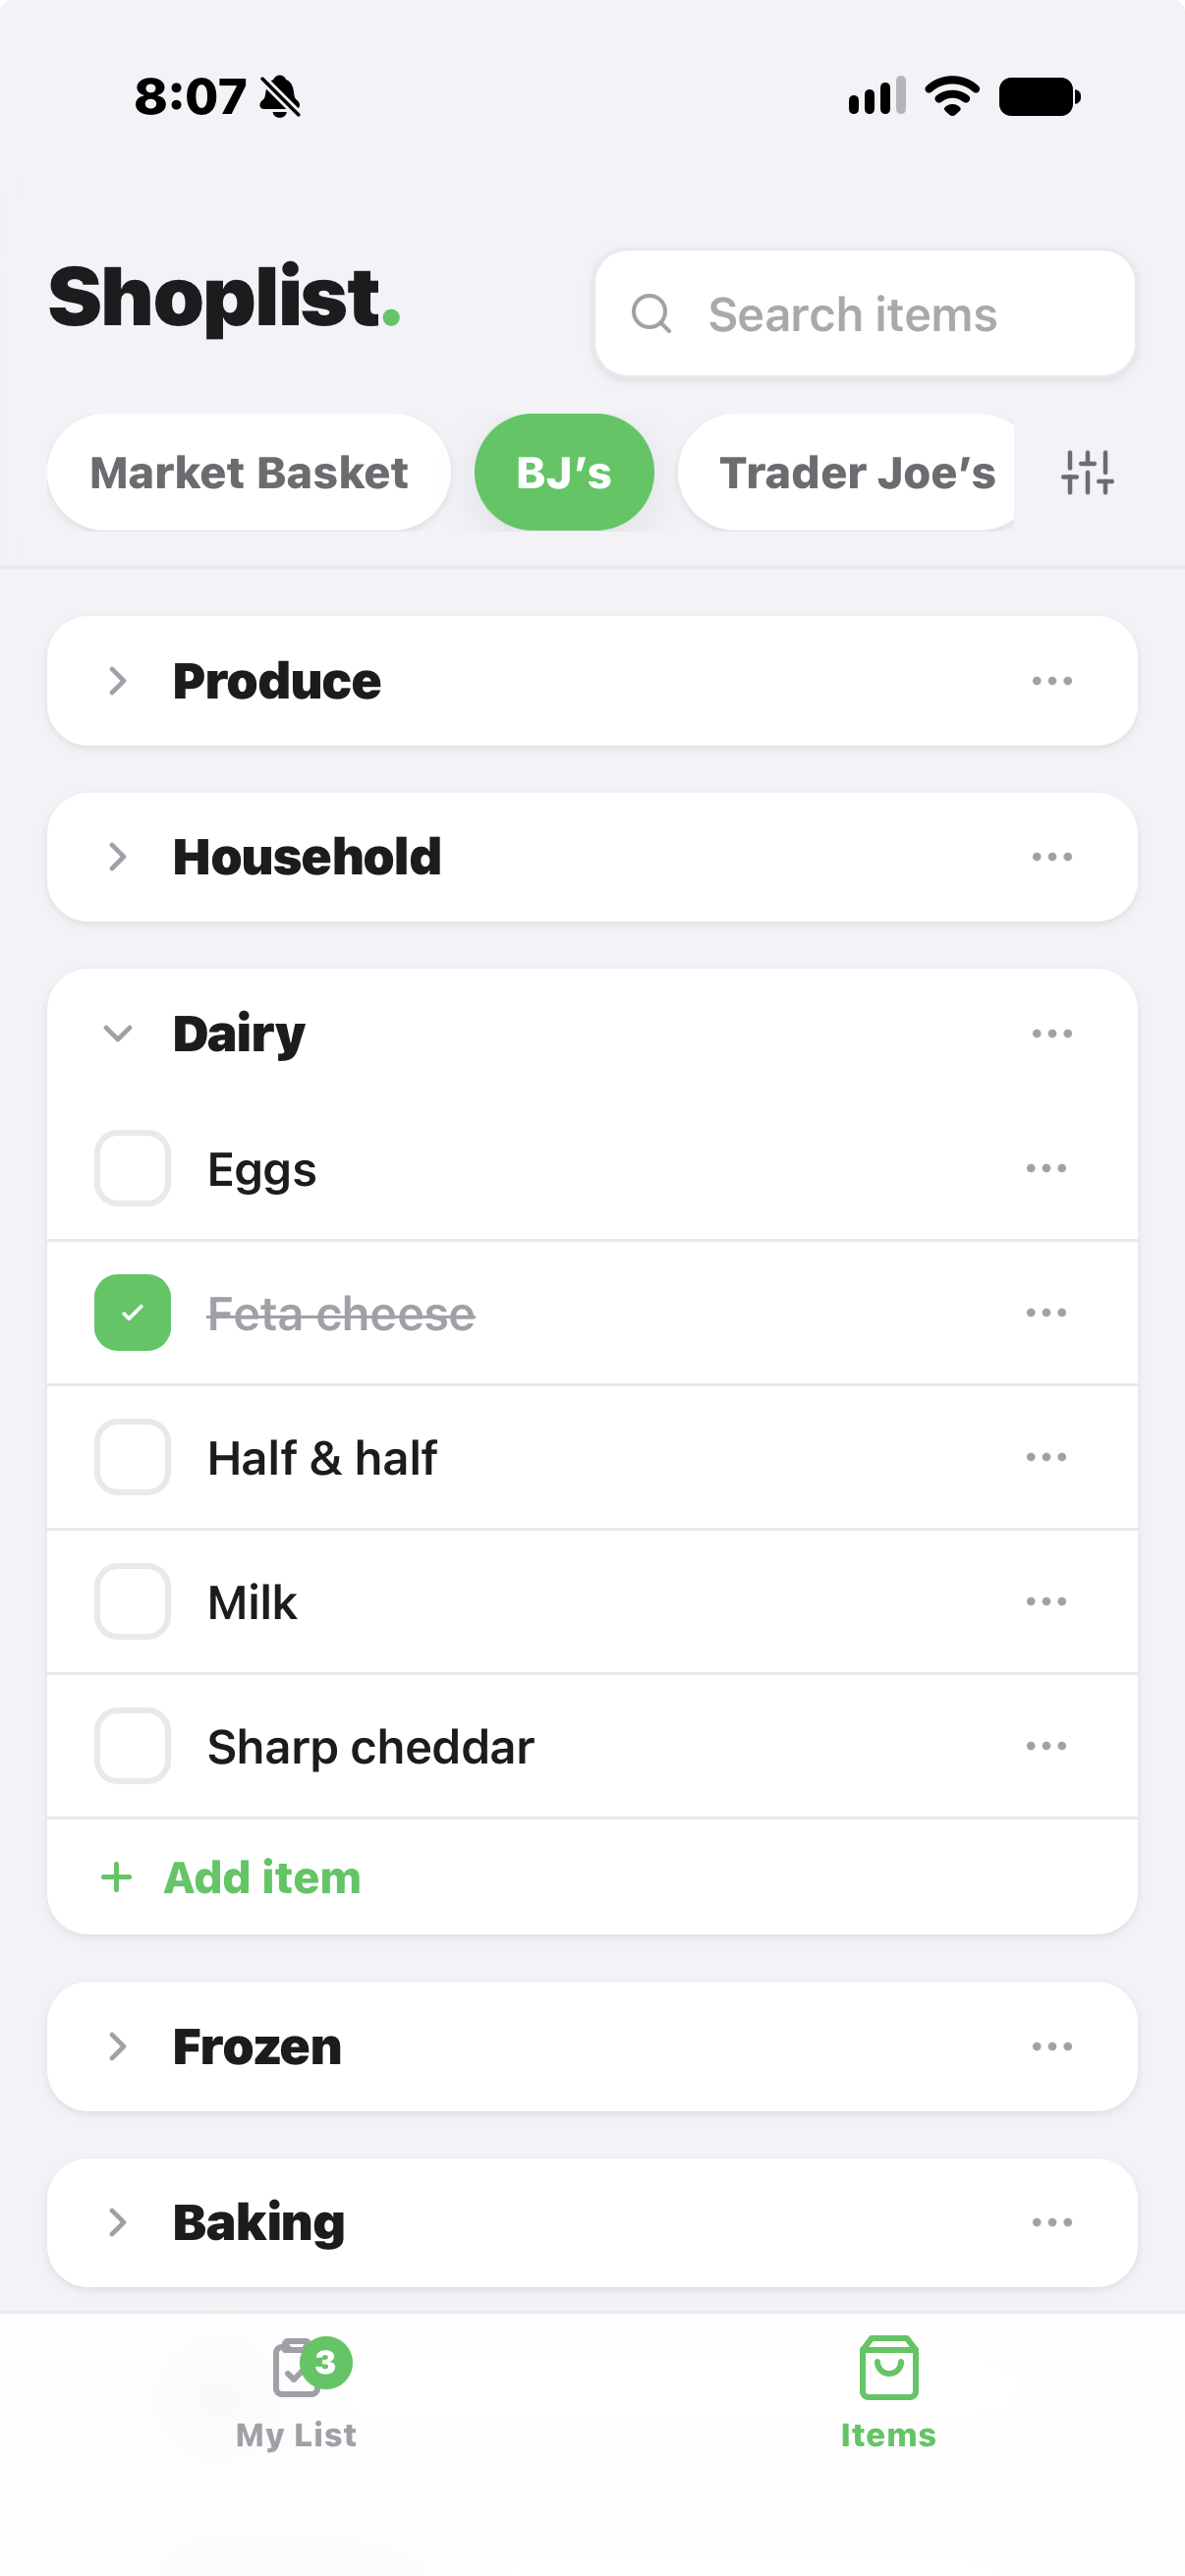 8:07
Shoplist.
Search items
Market Basket BJ’s Trader Joe’s
Produce
Household
Dairy
Eggs
Feta cheese
Half & half
Milk
Sharp cheddar
+ Add item
Frozen
Baking
3
My List Items